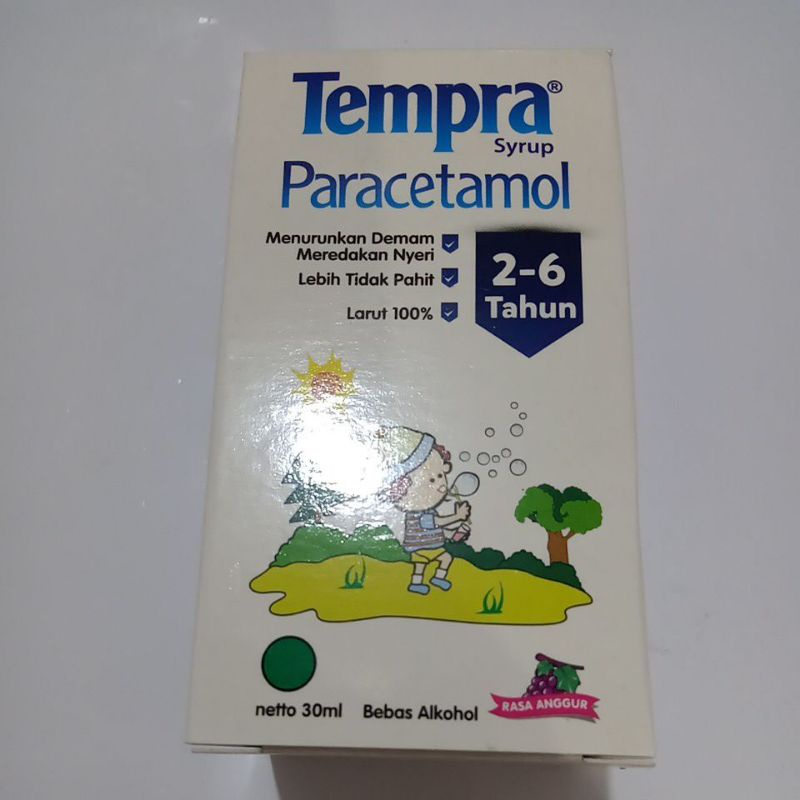 Tempra®
Syrup
Paracetamol
Menurunkan Demam
Meredakan Nyeri
Lebih Tidak Pahit
Larut 100%
2-6
Tahun
netto 30ml
Bebas Alkohol
RASA ANGGUR